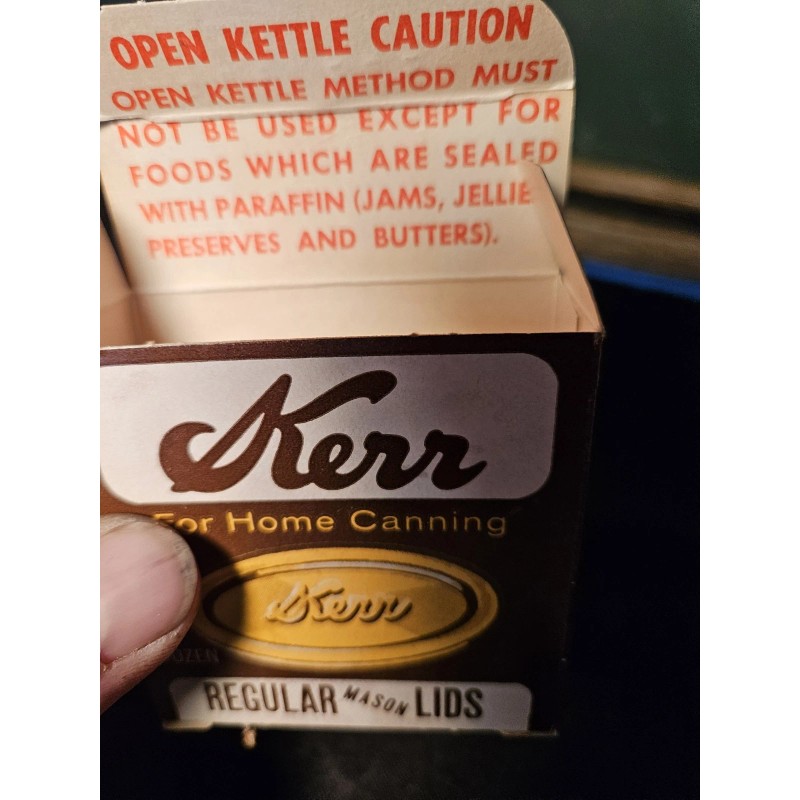 OPEN KETTLE CAUTION
OPEN KETTLE METHOD MUST
NOT BE USED EXCEPT FOR
FOODS WHICH ARE SEALED
WITH PARAFFIN (JAMS, JELLIE
PRESERVES AND BUTTERS).
Kerr
For Home Canning
Kerr
OZEN
REGULAR MASON LIDS